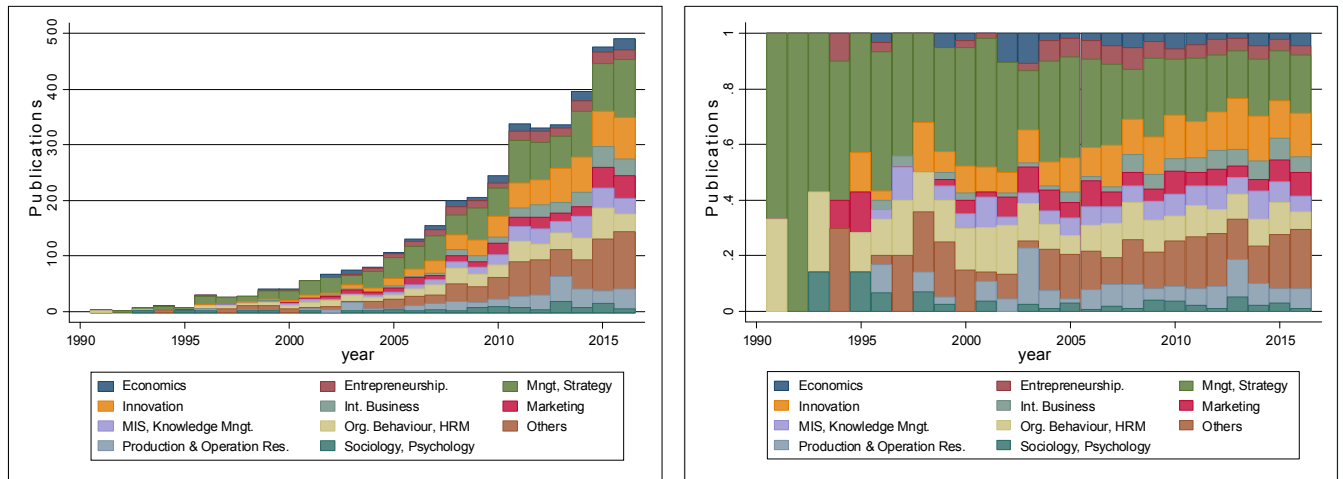 Publications
500
400
300
200
100
0
1990 1995 2000 2005 2010 2015
year
Economics Entrepreneurship. Mngt, Strategy
Innovation Int. Business Marketing
MIS, Knowledge Mngt. Org. Behaviour, HRM Others
Production & Operation Res. Sociology, Psychology
Publications
1
.8
.6
.4
.2
0
1990 1995 2000 2005 2010 2015
year
Economics Entrepreneurship. Mngt, Strategy
Innovation Int. Business Marketing
MIS, Knowledge Mngt. Org. Behaviour, HRM Others
Production & Operation Res. Sociology, Psychology